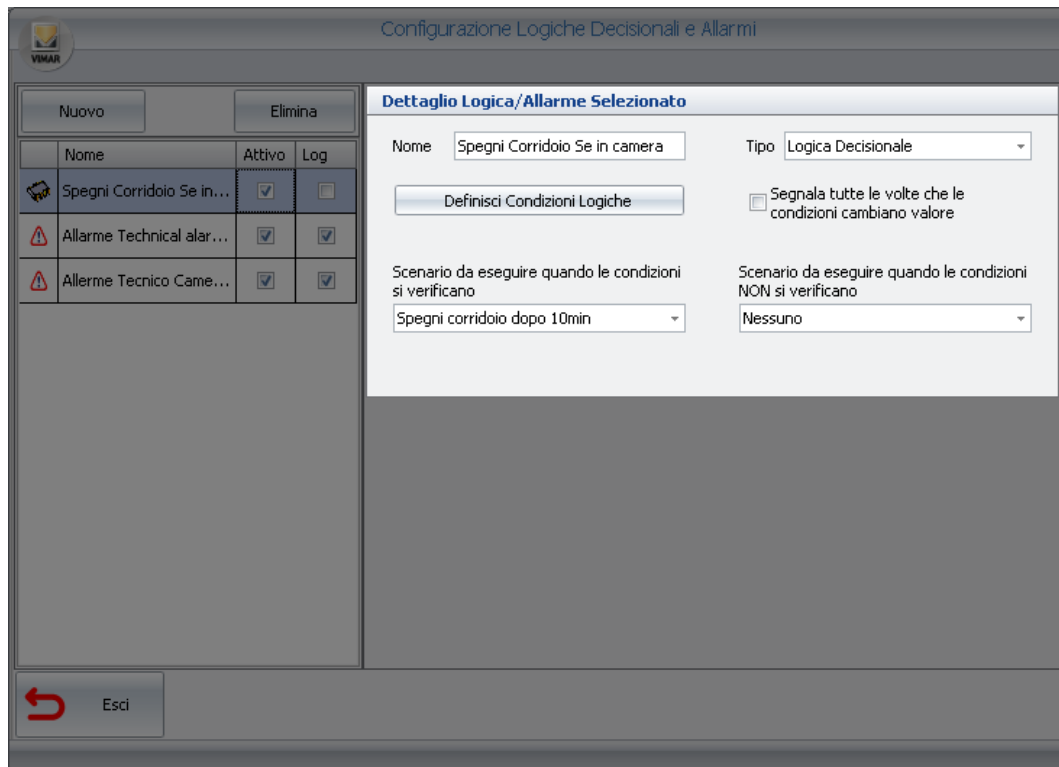 Configurazione Logiche Decisionali e Allarmi
VIMAR
Nuovo
Elimina
Nome Attivo Log
Spegni Corridoio Se in...
Allarme Technical alar...
Allerme Tecnico Came...
Dettaglio Logica/Allarme Selezionato
Nome Spegni Corridoio Se in camera
Tipo Logica Decisionale
Definisci Condizioni Logiche
Segnala tutte le volte che le
condizioni cambiano valore
Scenario da eseguire quando le condizioni
si verificano
Spegni corridoio dopo 10min
Scenario da eseguire quando le condizioni
NON si verificano
Nessuno
Esci